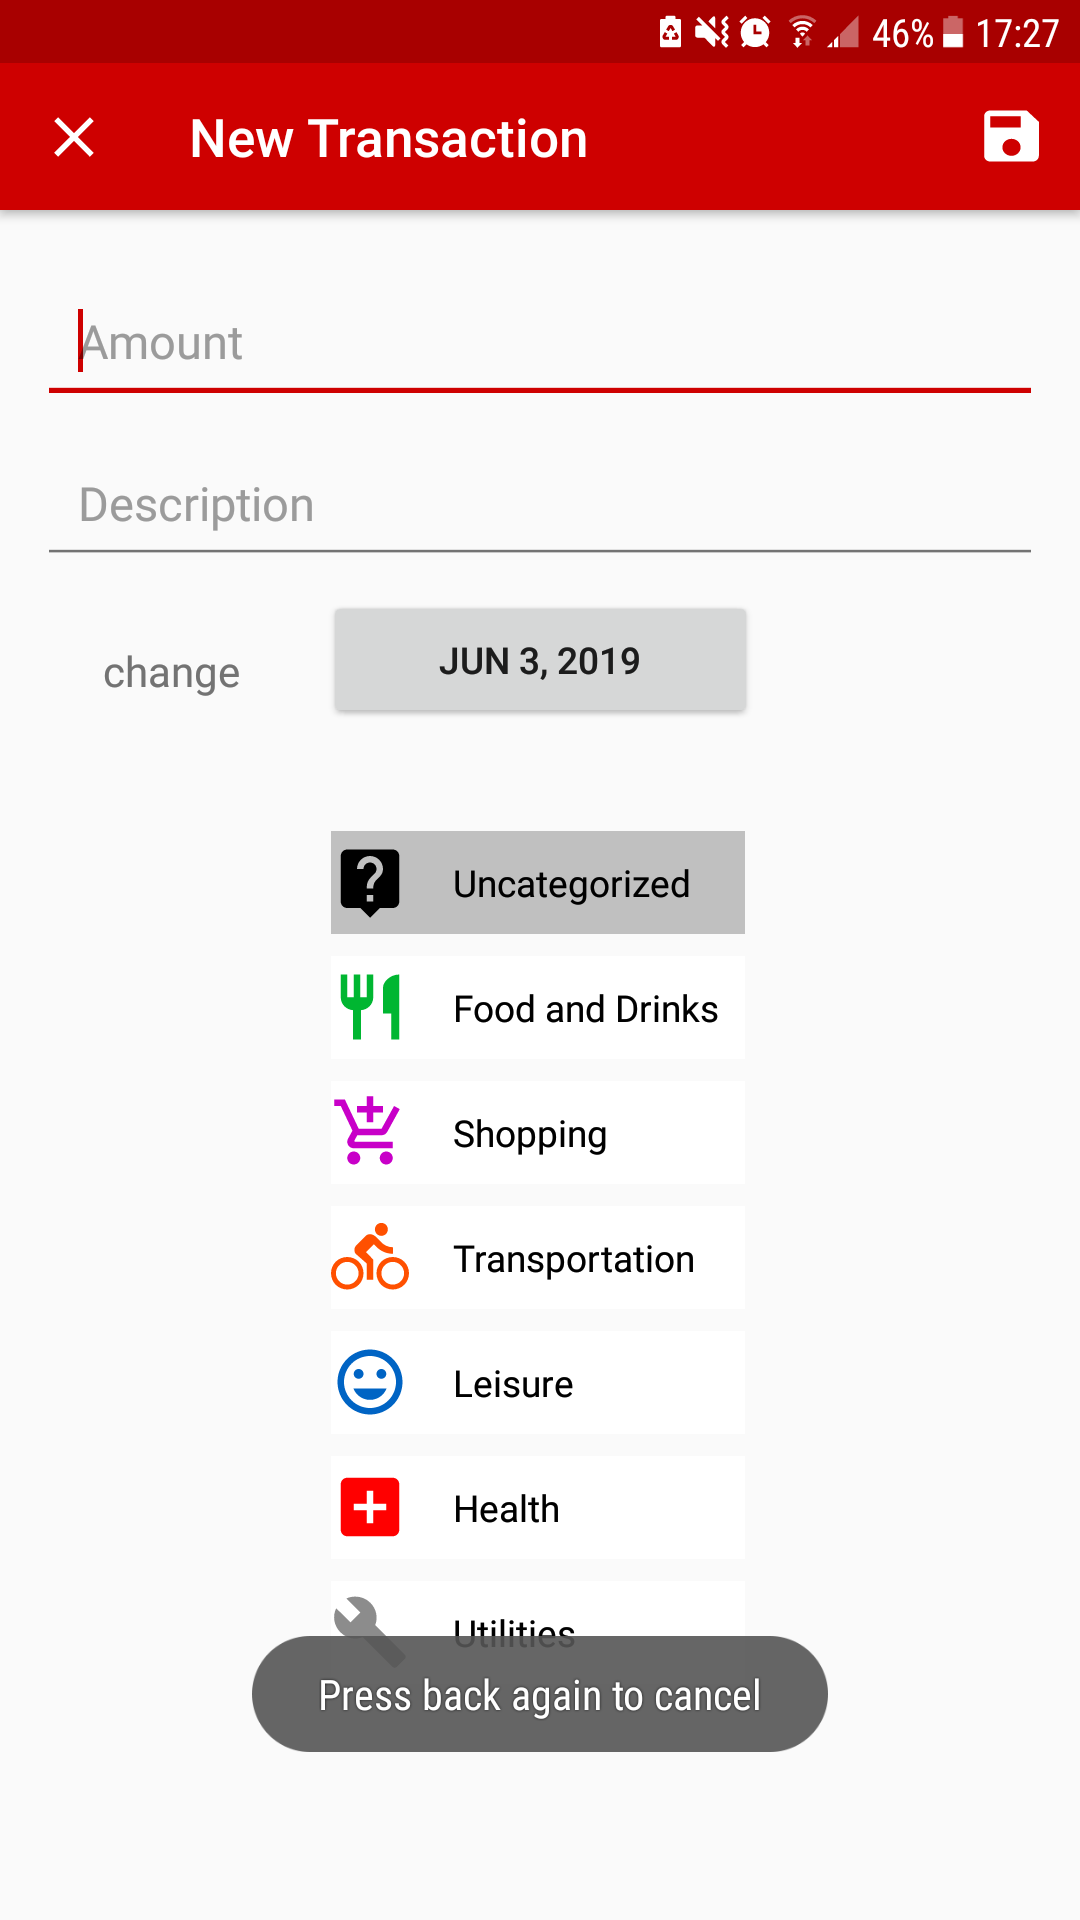 46% 17:27
New Transaction
Amount
Description
change
JUN 3, 2019
Uncategorized
Food and Drinks
Shopping
Transportation
Leisure
Health
Utilities
Press back again to cancel